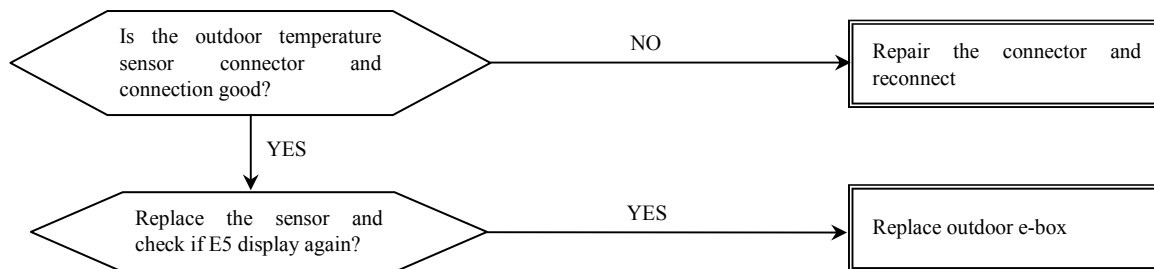 Is the outdoor temperature
sensor connector and
connection good?
NO
Repair the connector and
reconnect
YES
Replace the sensor and
check if E5 display again?
YES
Replace outdoor e-box